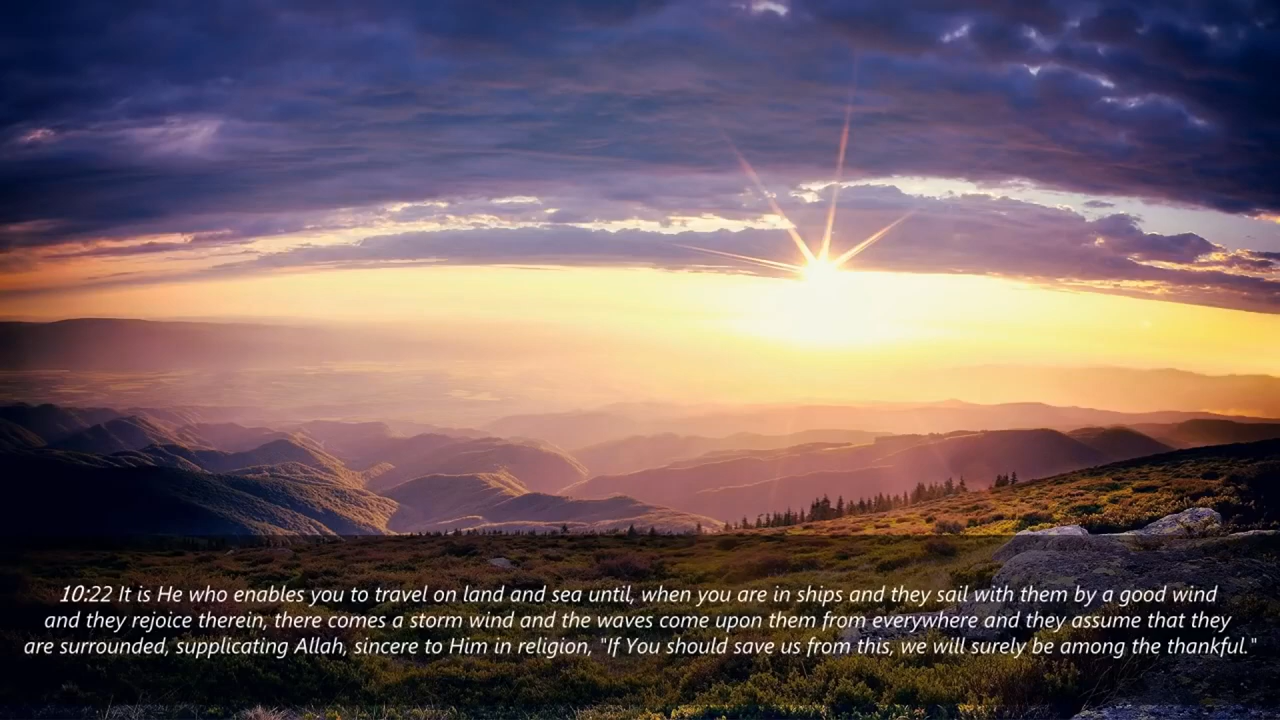 10:22 It is He who enables you to travel on land and sea until, when you are in ships and they sail with them by a good wind
and they rejoice therein, there comes a storm wind and the waves come upon them from everywhere and they assume that they
are surrounded, supplicating Allah, sincere to Him in religion, "If You should save us from this, we will surely be among the thankful."